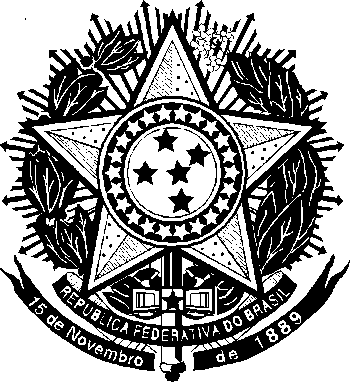 REPUBLICA FEDERATIVA DO BRASIL
15 de Novembro de 1889